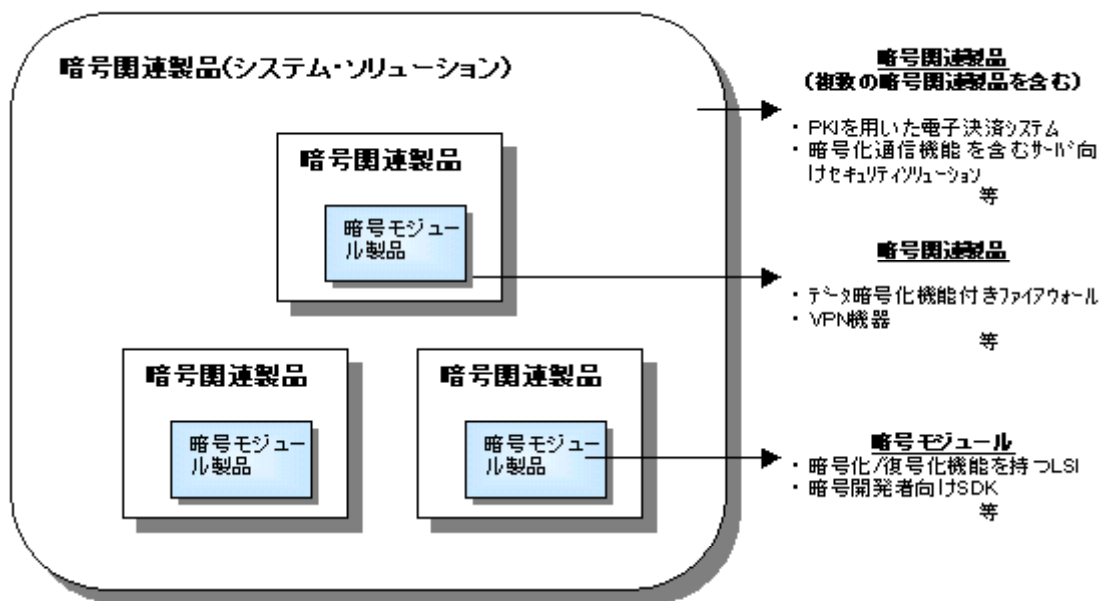 暗号関連製品(システム・ソリューション)
暗号関連製品
暗号モジュー
ル製品
暗号関連製品
暗号モジュー
ル製品
暗号関連製品
暗号モジュー
ル製品
暗号関連製品
(複数の暗号関連製品を含む)
・ PKIを用いた電子決済ｼｽﾃﾑ
・ 暗号化通信機能を含むｻｰﾊﾞ向
けｾｷｭﾘﾃｨｿﾘｭｰｼｮﾝ
等
暗号関連製品
・ ﾃﾞｰﾀ暗号化機能付きﾌｧｲｱｳｫｰﾙ
・ VPN機器
等
暗号モジュール
・ 暗号化/復号化機能を持つLSI
・ 暗号開発者向けSDK
等